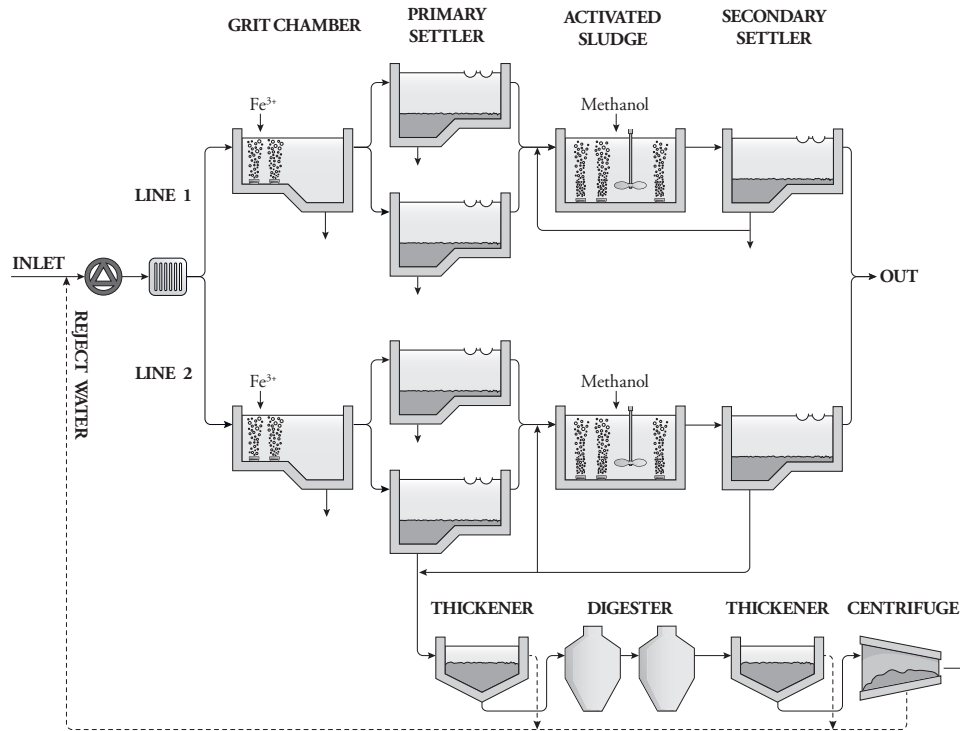 GRIT CHAMBER
PRIMARY
SETTLER
ACTIVATED
SLUDGE
SECONDARY
SETTLER
Fe³⁺
Methanol
LINE 1
INLET
OUT
REJECT WATER
LINE 2
Fe³⁺
Methanol
THICKENER
DIGESTER
THICKENER
CENTRIFUGE